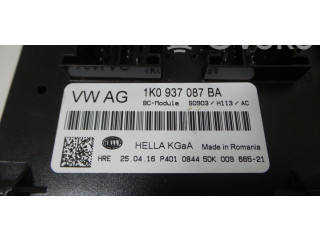 VW AG
1K0 937 087 BA
BC-Module S0903 / H113 / AC
HELLA
HELLA KGaA
Made in Romania
HRE 25.04.16 P401 0844 5DK 009 665-21